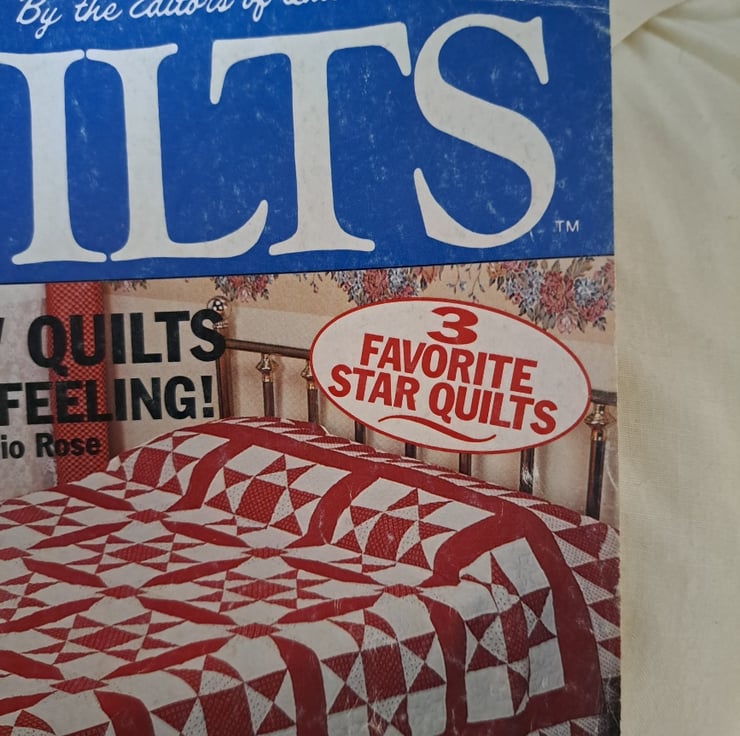 By the Editors of
ILTS
TM
QUILTS
FEELING!
io Rose
3
FAVORITE
STAR QUILTS